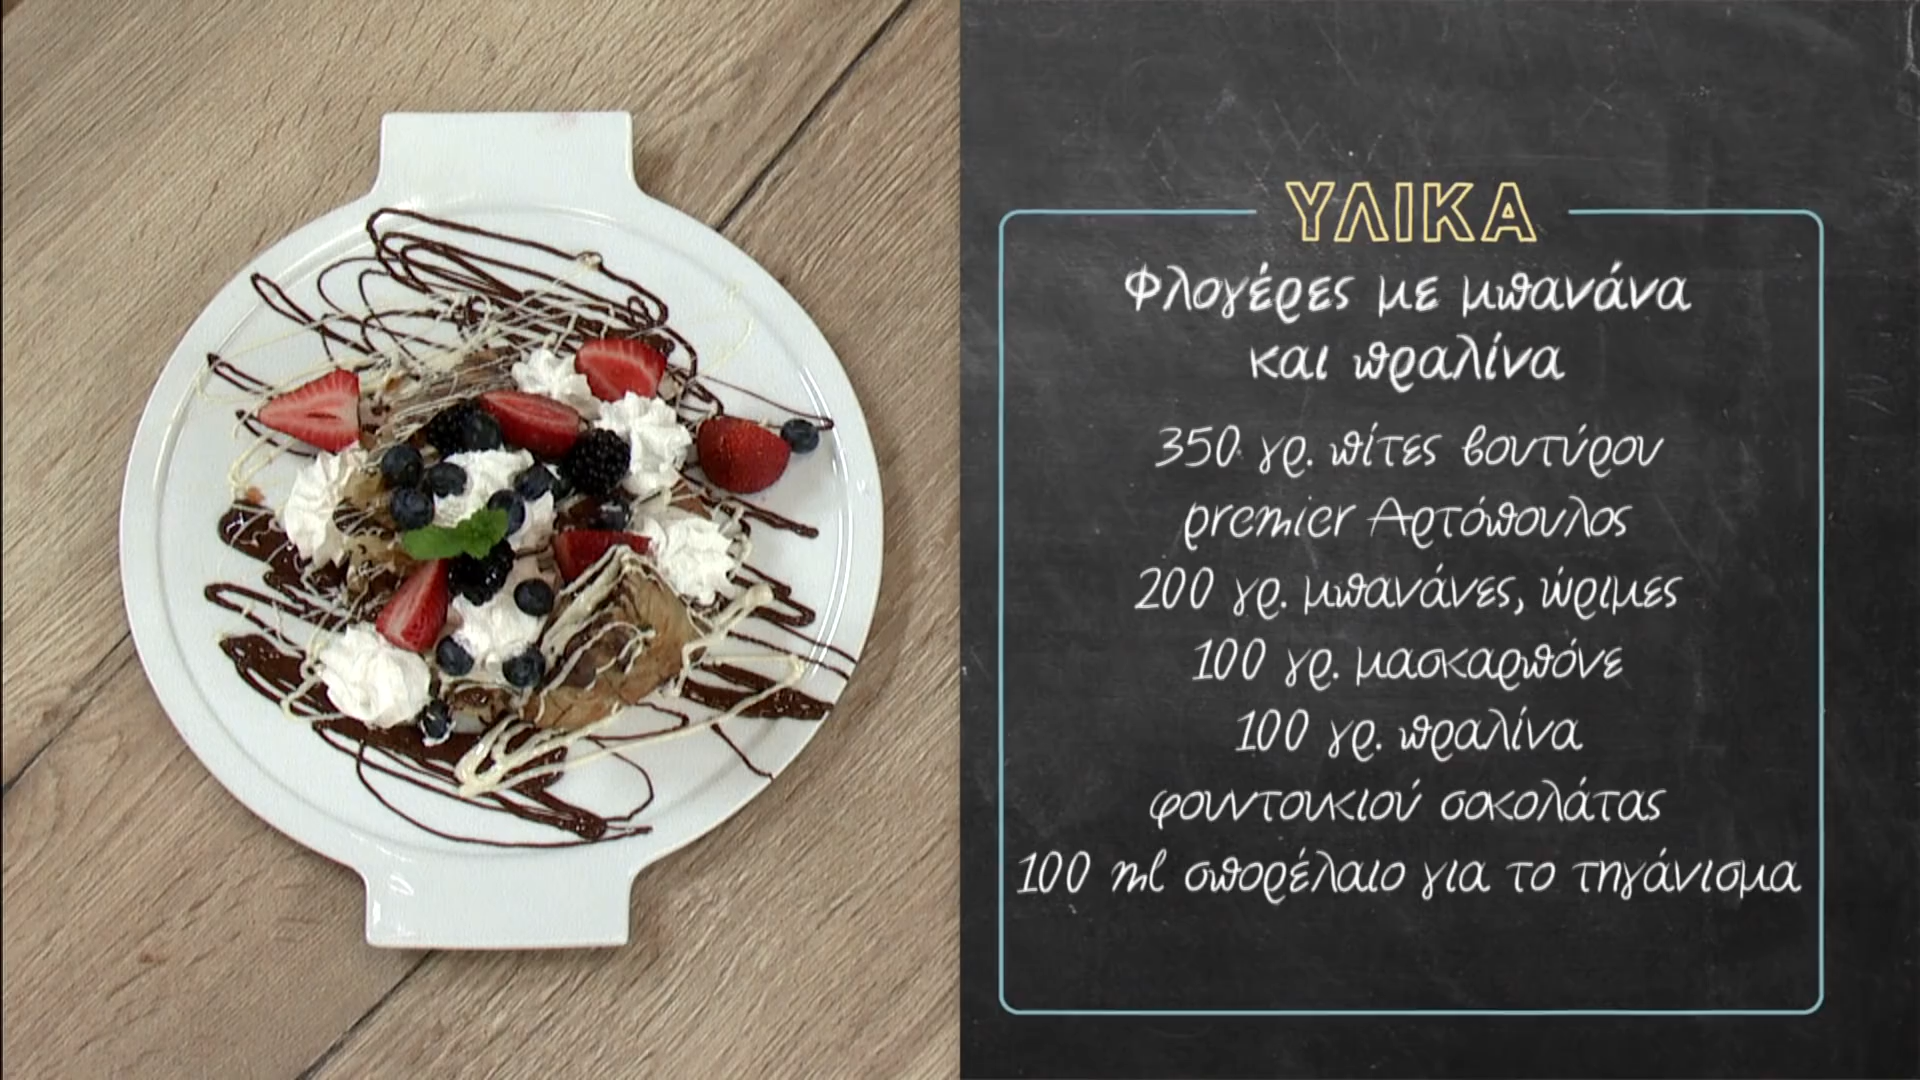 ΥΛΙΚΑ
Φλογέρες με μπανάνα
και πραλίνα
350 γρ. πίτες βουτύρου
premier Αρτόπουλος
200 γρ. μπανάνες, ώριμες
100 γρ. μασκαρπόνε
100 γρ. πραλίνα
φουντουκιού σοκολάτας
100 ml σπορέλαιο για το τηγάνισμα